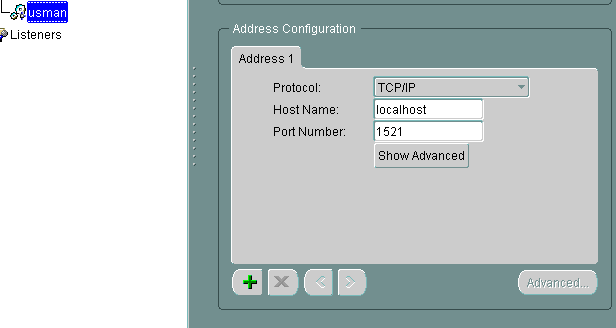 usman
Listeners
Address Configuration
Address 1
Protocol: TCP/IP
Host Name: localhost
Port Number: 1521
Show Advanced
Advanced...